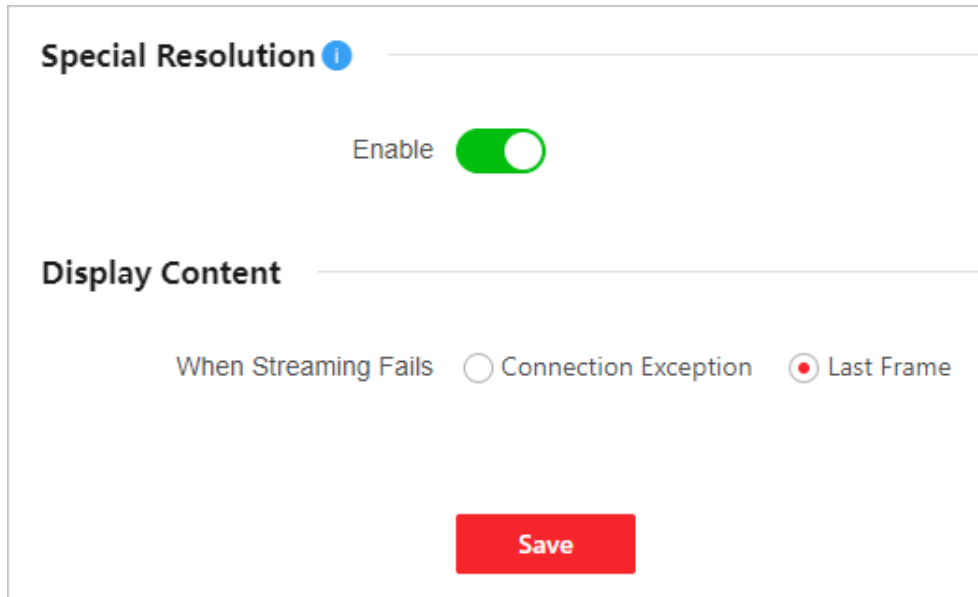 Special Resolution i
Enable
Display Content
When Streaming Fails Connection Exception Last Frame
Save